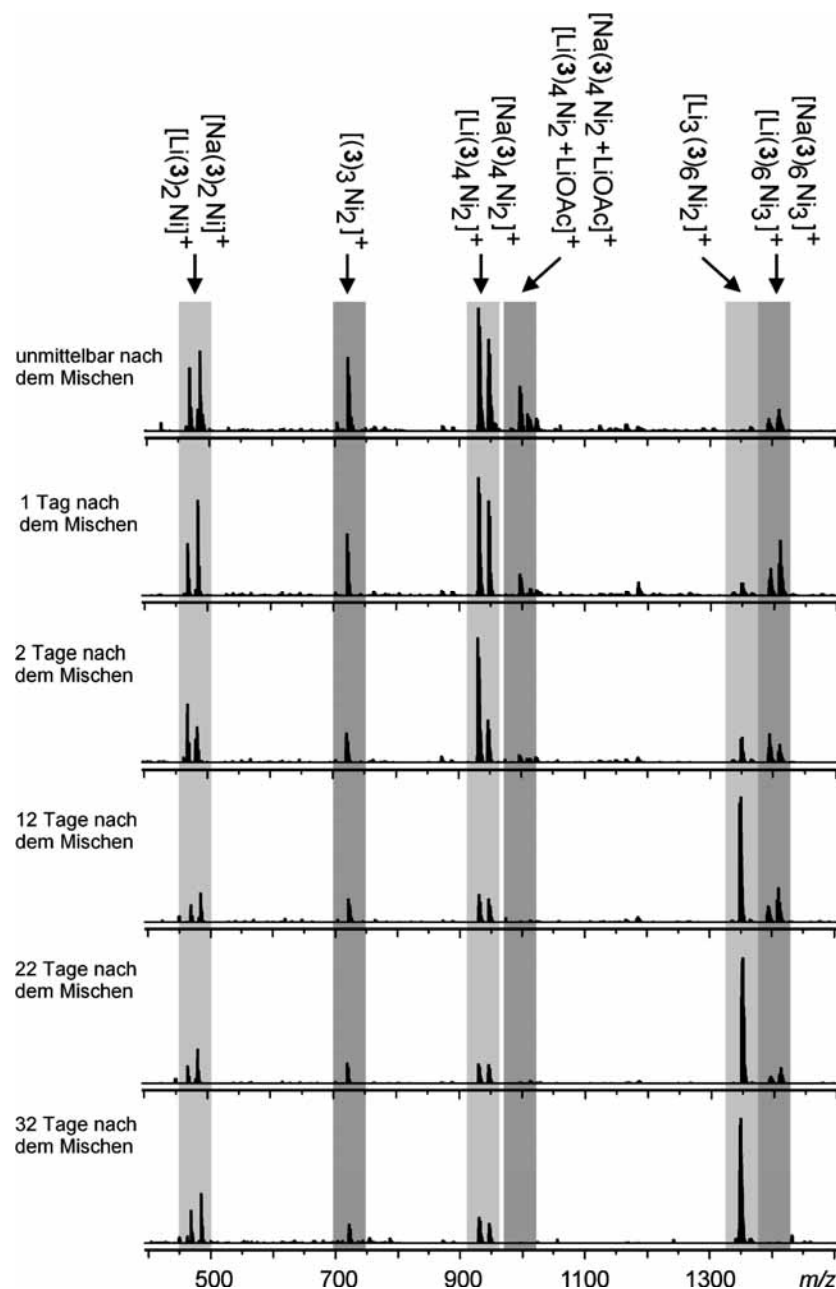 [Na(3)2Ni]+
[Li(3)2Ni]+
[(3)3Ni2]+
[Na(3)4Ni2]+
[Li(3)4Ni2]+
[Na(3)4Ni2+LiOAc]+
[Li(3)4Ni2+LiOAc]+
[Li3(3)6Ni2]+
[Na(3)6Ni3]+
[Li(3)6Ni3]+
unmittelbar nach
dem Mischen
1 Tag nach
dem Mischen
2 Tage nach
dem Mischen
12 Tage nach
dem Mischen
22 Tage nach
dem Mischen
32 Tage nach
dem Mischen
500 700 900 1100 1300 m/z